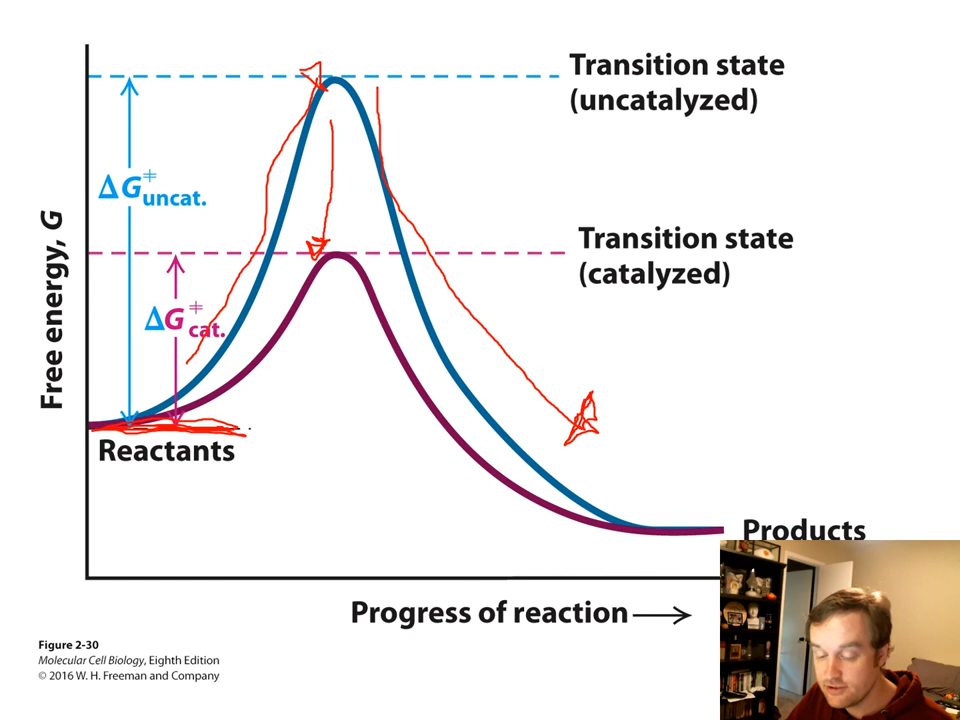 Transition state
(uncatalyzed)
ΔG‡uncat.
Transition state
(catalyzed)
ΔG‡cat.
Free energy, G
Reactants
Products
Progress of reaction
Figure 2-30
Molecular Cell Biology, Eighth Edition
© 2016 W. H. Freeman and Company